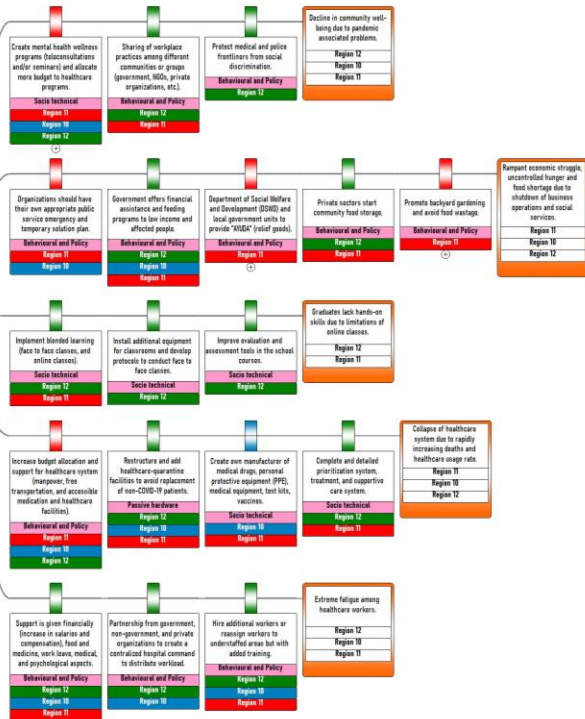 Create mental health wellness
programs (teleconsultations
and/or seminars) and allocate
more budget to healthcare
programs.
Socio technical
Region 11
Region 10
Region 12
Sharing of workplace
practices among different
communities or groups
(government, NGOs, private
organizations, etc.).
Behavioural and Policy
Region 12
Region 11
Protect medical and police
frontliners from social
discrimination.
Behavioural and Policy
Region 12
Decline in community well-
being due to pandemic
associated problems.
Region 12
Region 10
Region 11
Organizations should have
their own appropriate public
service emergency and
temporary solution plan.
Behavioural and Policy
Region 11
Region 10
Government offers financial
assistance and feeding
programs to low income and
affected people.
Behavioural and Policy
Region 12
Region 10
Region 11
Department of Social Welfare
and Development (DSWD) and
local government units to
provide "AYUDA" (relief goods).
Behavioural and Policy
Region 11
Private sectors start
community food storage.
Behavioural and Policy
Region 12
Region 11
Promote backyard gardening
and avoid food wastage.
Behavioural and Policy
Region 11
Rampant economic struggle,
uncontrolled hunger and
food shortage due to
shutdown of business
operations and social
services.
Region 11
Region 10
Region 12
Implement blended learning
(face to face classes, and
online classes).
Socio technical
Region 12
Region 11
Install additional equipment
for classrooms and develop
protocols to conduct face to
face classes.
Socio technical
Region 12
Improve evaluation and
assessment tools in the school
courses.
Socio technical
Region 12
Graduates lack hands-on
skills due to limitations of
online classes.
Region 12
Region 11
Increase budget allocation and
support for healthcare system
(manpower, free
transportation, and accessible
medication and healthcare
facilities).
Behavioural and Policy
Region 11
Region 10
Region 12
Restructure and add
healthcare-quarantine
facilities to avoid replacement
of non-COVID-19 patients.
Passive hardware
Region 12
Region 10
Region 11
Create own manufacturer of
medical drugs, personal
protective equipment (PPE),
medical equipment, test kits,
vaccines.
Socio technical
Region 10
Region 11
Complete and detailed
prioritization system,
treatment, and supportive
care system.
Socio technical
Region 12
Region 11
Collapse of healthcare
system due to rapidly
increasing deaths and
healthcare usage rate.
Region 11
Region 10
Region 12
Support is given financially
(increase in salaries and
compensation), food and
medicine, work leave, medical,
and psychological aspects.
Behavioural and Policy
Region 12
Region 10
Region 11
Partnership from government,
non-government, and private
organizations to create a
centralized hospital command
to distribute workload.
Behavioural and Policy
Region 12
Region 10
Hire additional workers or
reassign workers to
understaffed areas but with
added training.
Behavioural and Policy
Region 12
Region 10
Region 11
Extreme fatigue among
healthcare workers.
Region 12
Region 10
Region 11